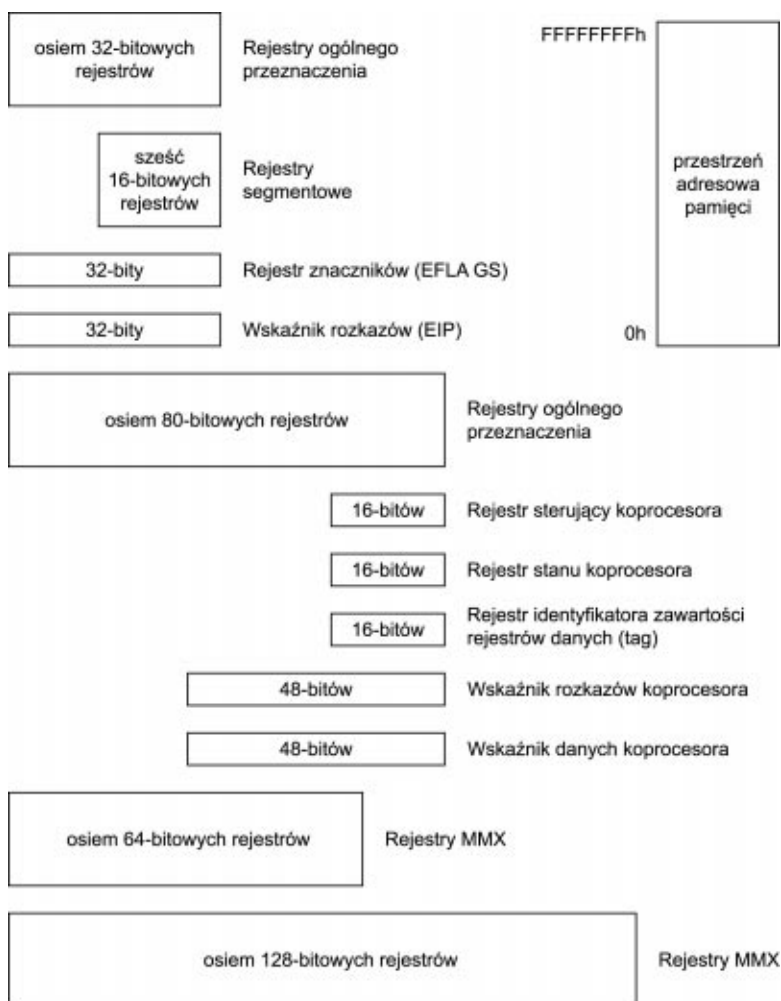 osiem 32-bitowych
rejestrów
Rejestry ogólnego
przeznaczenia
FFFFFFFFh
przestrzeń
adresowa
pamięci
0h
sześć
16-bitowych
rejestrów
Rejestry
segmentowe
32-bity
Rejestr znaczników (EFLA GS)
32-bity
Wskaźnik rozkazów (EIP)
osiem 80-bitowych rejestrów
Rejestry ogólnego
przeznaczenia
16-bitów
Rejestr sterujący koprocesora
16-bitów
Rejestr stanu koprocesora
16-bitów
Rejestr identyfikatora zawartości
rejestrów danych (tag)
48-bitów
Wskaźnik rozkazów koprocesora
48-bitów
Wskaźnik danych koprocesora
osiem 64-bitowych rejestrów
Rejestry MMX
osiem 128-bitowych rejestrów
Rejestry MMX